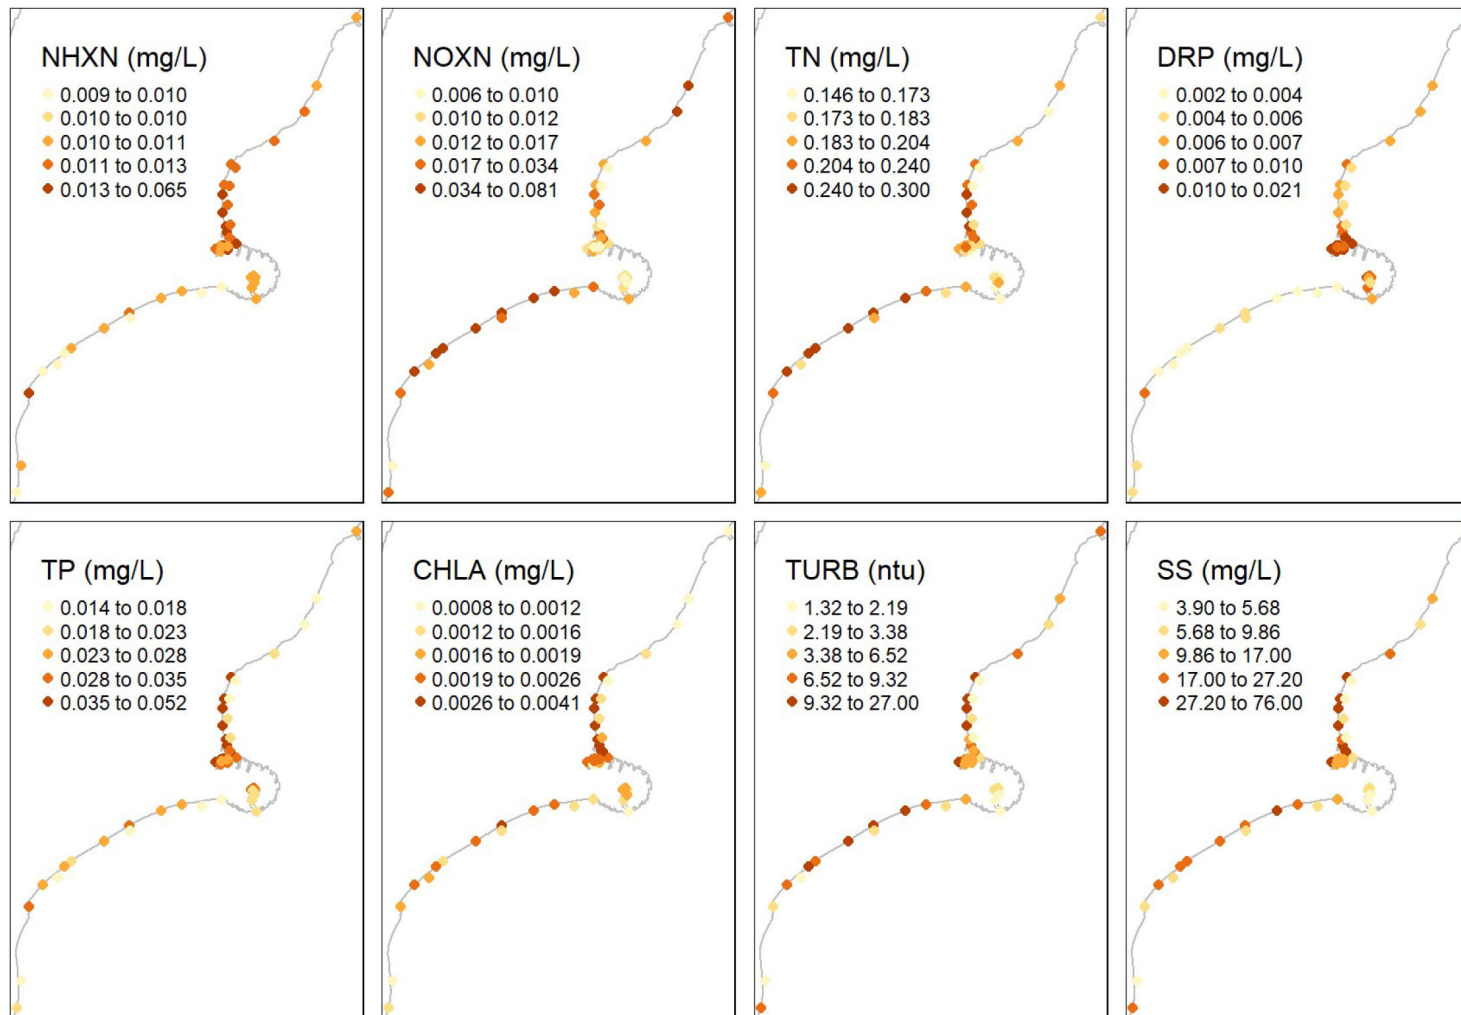 NHXN (mg/L)
0.009 to 0.010
0.010 to 0.010
0.010 to 0.011
0.011 to 0.013
0.013 to 0.065
NOXN (mg/L)
0.006 to 0.010
0.010 to 0.012
0.012 to 0.017
0.017 to 0.034
0.034 to 0.081
TN (mg/L)
0.146 to 0.173
0.173 to 0.183
0.183 to 0.204
0.204 to 0.240
0.240 to 0.300
DRP (mg/L)
0.002 to 0.004
0.004 to 0.006
0.006 to 0.007
0.007 to 0.010
0.010 to 0.021
TP (mg/L)
0.014 to 0.018
0.018 to 0.023
0.023 to 0.028
0.028 to 0.035
0.035 to 0.052
CHLA (mg/L)
0.0008 to 0.0012
0.0012 to 0.0016
0.0016 to 0.0019
0.0019 to 0.0026
0.0026 to 0.0041
TURB (ntu)
1.32 to 2.19
2.19 to 3.38
3.38 to 6.52
6.52 to 9.32
9.32 to 27.00
SS (mg/L)
3.90 to 5.68
5.68 to 9.86
9.86 to 17.00
17.00 to 27.20
27.20 to 76.00